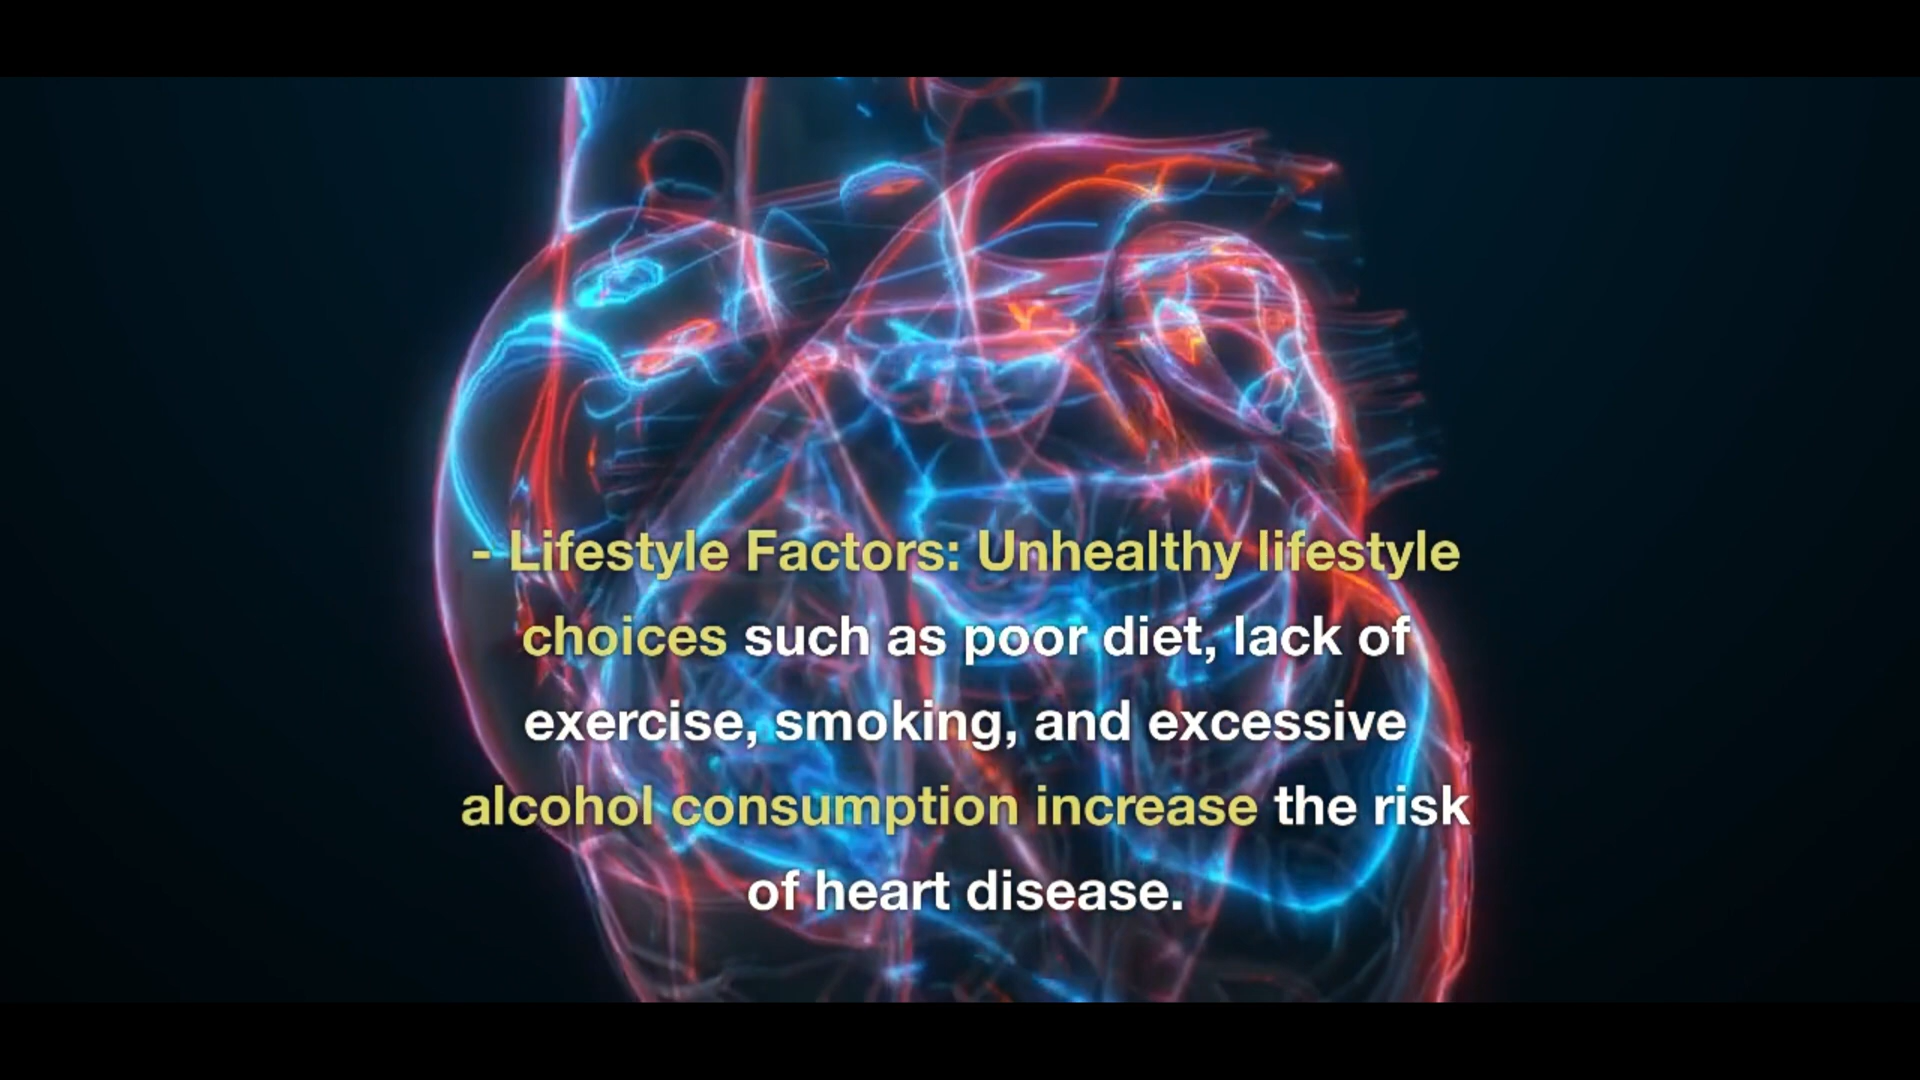 - Lifestyle Factors: Unhealthy lifestyle
choices such as poor diet, lack of
exercise, smoking, and excessive
alcohol consumption increase the risk
of heart disease.